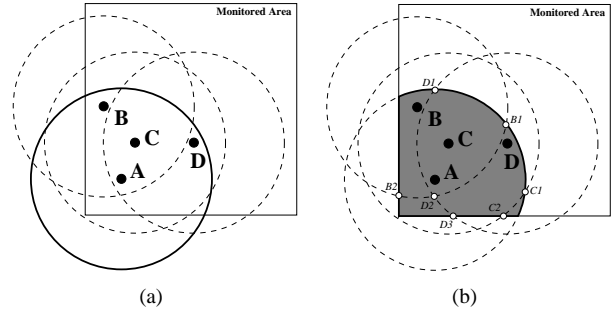 Monitored Area
B
C
D
A
(a)
Monitored Area
D1
B
B1
C
D
A
B2
D2
C1
D3
C2
(b)